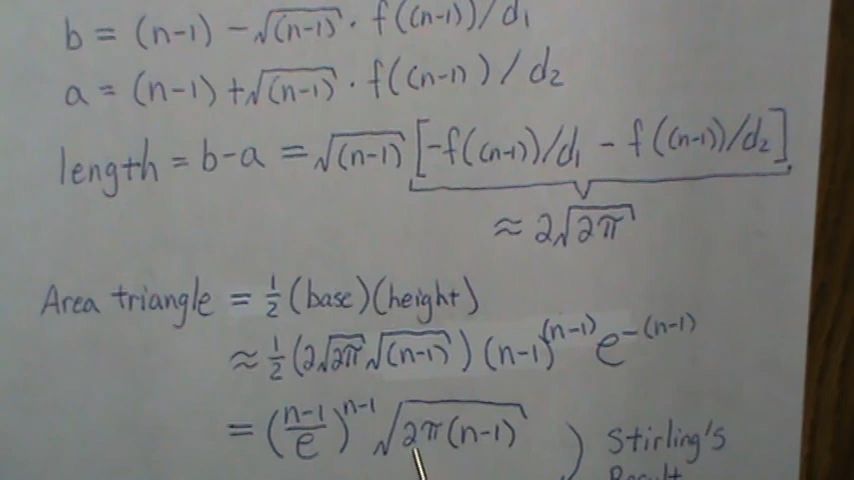 b = (n-1) - √(n-1) · f((n-1))/d₁
a = (n-1) + √(n-1) · f((n-1))/d₂
length = b-a = √(n-1) [-f((n-1))/d₁ - f((n-1))/d₂]
≈ 2√2π
Area triangle = ½ (base)(height)
≈ ½ (2√2π √(n-1)) (n-1)^(n-1) e^-(n-1)
= ((n-1)/e)^n-1 √2π(n-1) ) Stirling's
Result